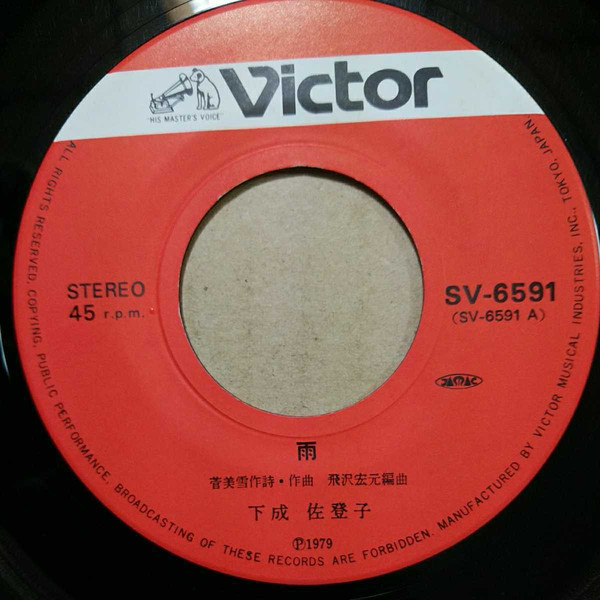 Victor
"HIS MASTER'S VOICE"
STEREO
45 r.p.m.
SV-6591
(SV-6591 A)
JASRAC
雨
菅美雪作詩・作曲 飛沢宏元編曲
下成 佐登子
Ⓟ1979
ALL RIGHTS RESERVED. COPYING, PUBLIC PERFORMANCE, BROADCASTING OF THESE RECORDS ARE FORBIDDEN. MANUFACTURED BY VICTOR MUSICAL INDUSTRIES, INC., TOKYO, JAPAN